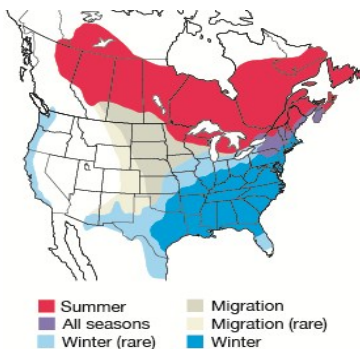 Summer
All seasons
Winter (rare)
Migration
Migration (rare)
Winter